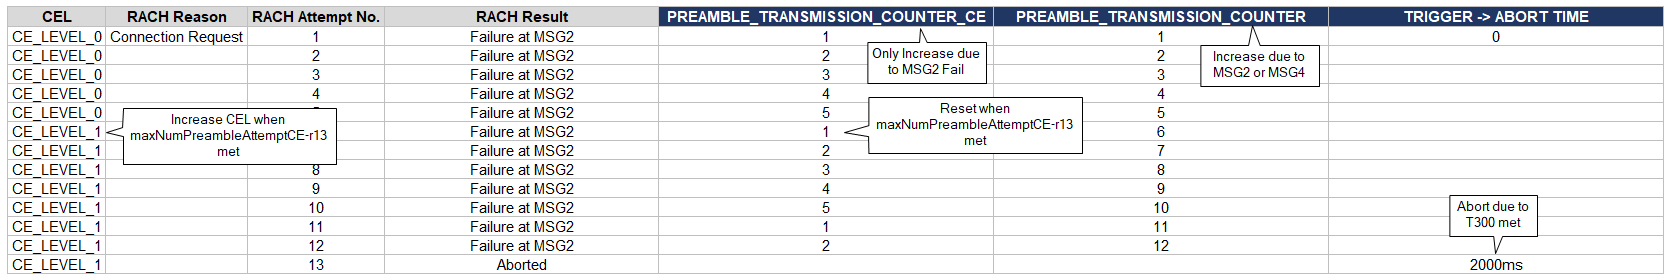 CEL RACH Reason RACH Attempt No. RACH Result PREAMBLE_TRANSMISSION_COUNTER_CE PREAMBLE_TRANSMISSION_COUNTER TRIGGER -> ABORT TIME
CE_LEVEL_0 Connection Request 1 Failure at MSG2 1 1 0
CE_LEVEL_0 2 Failure at MSG2 2 2
CE_LEVEL_0 3 Failure at MSG2 3 3
CE_LEVEL_0 4 Failure at MSG2 4 4
CE_LEVEL_0 Failure at MSG2 5 5
CE_LEVEL_1 Failure at MSG2 1 6
CE_LEVEL_1 Failure at MSG2 2 7
CE_LEVEL_1 8 Failure at MSG2 3 8
CE_LEVEL_1 9 Failure at MSG2 4 9
CE_LEVEL_1 10 Failure at MSG2 5 10
CE_LEVEL_1 11 Failure at MSG2 1 11
CE_LEVEL_1 12 Failure at MSG2 2 12
CE_LEVEL_1 13 Aborted 2000ms
Only Increase due
to MSG2 Fail
Increase due to
MSG2 or MSG4
Increase CEL when
maxNumPreambleAttemptCE-r13
met
Reset when
maxNumPreambleAttemptCE-r13
met
Abort due to
T300 met